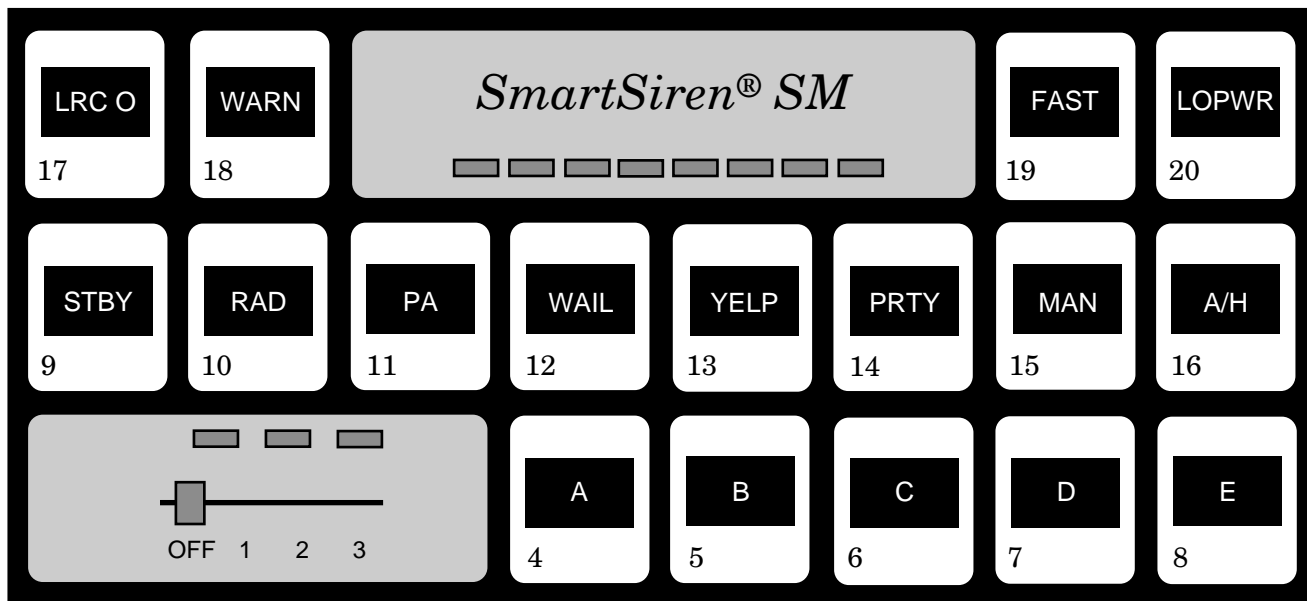 LRC O WARN SmartSiren® SM FAST LOPWR
17 18 19 20
STBY RAD PA WAIL YELP PRTY MAN A/H
9 10 11 12 13 14 15 16
A B C D E
OFF 1 2 3
4 5 6 7 8